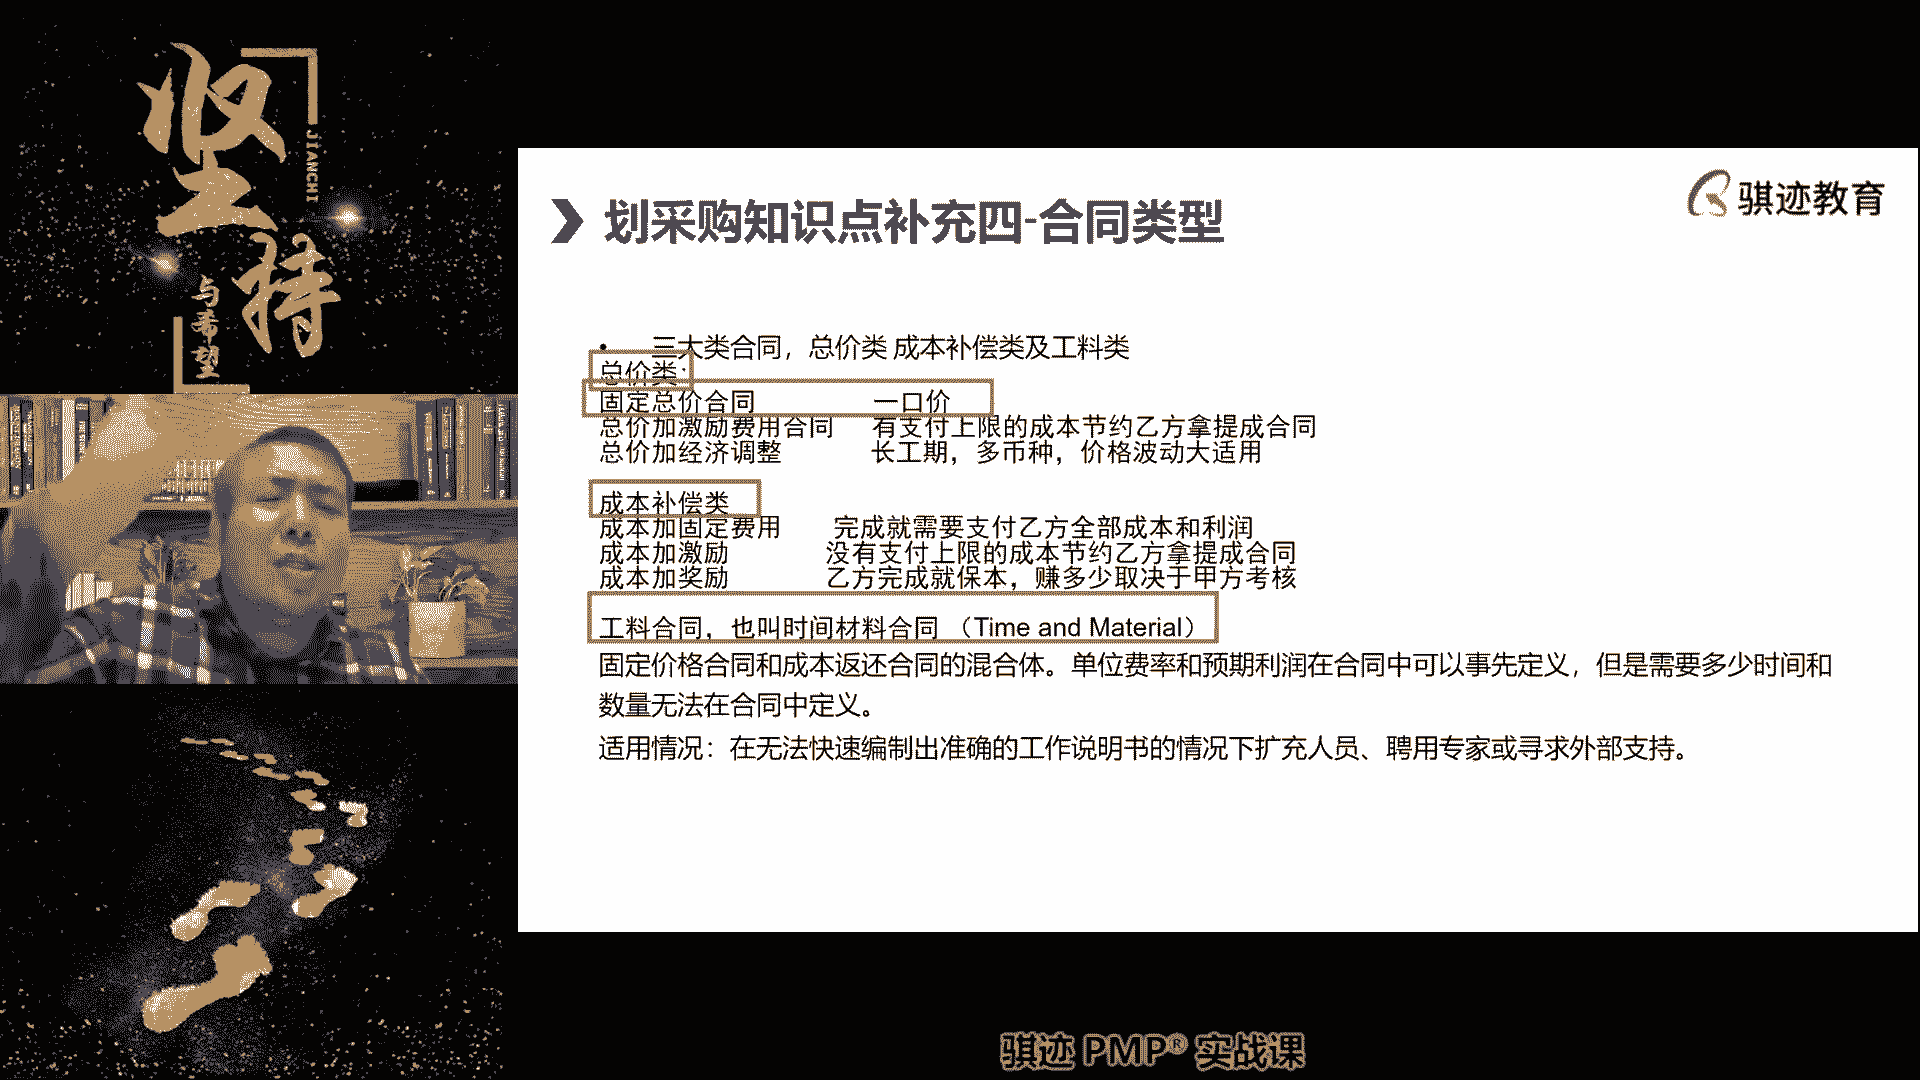 坚持
JIANCHI
与希望
骐迹教育
划采购知识点补充四-合同类型
• 三大类合同，总价类 成本补偿类及工料类
总价类：
固定总价合同 一口价
总价加激励费用合同 有支付上限的成本节约乙方拿提成合同
总价加经济调整 长工期，多币种，价格波动大适用
成本补偿类
成本加固定费用 完成就需要支付乙方全部成本和利润
成本加激励 没有支付上限的成本节约乙方拿提成合同
成本加奖励 乙方完成就保本，赚多少取决于甲方考核
工料合同，也叫时间材料合同 （Time and Material）
固定价格合同和成本返还合同的混合体。单位费率和预期利润在合同中可以事先定义，但是需要多少时间和
数量无法在合同中定义。
适用情况：在无法快速编制出准确的工作说明书的情况下扩充人员、聘用专家或寻求外部支持。
骐迹 PMP® 实战课